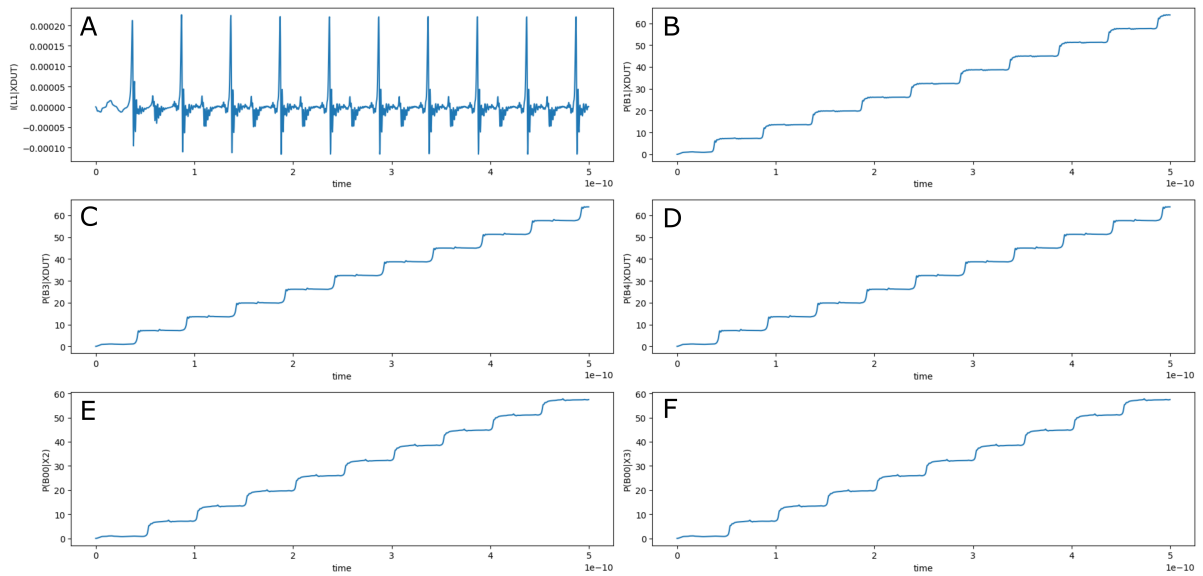 A
I(L1|XDUT)
0.00020
0.00015
0.00010
0.00005
0.00000
−0.00005
−0.00010
0 1 2 3 4 5
time
1e−10
B
P(B1|XDUT)
60
50
40
30
20
10
0
0 1 2 3 4 5
time
1e−10
C
P(B3|XDUT)
60
50
40
30
20
10
0
0 1 2 3 4 5
time
1e−10
D
P(B4|XDUT)
60
50
40
30
20
10
0
0 1 2 3 4 5
time
1e−10
E
P(B00|X2)
60
50
40
30
20
10
0
0 1 2 3 4 5
time
1e−10
F
P(B00|X3)
60
50
40
30
20
10
0
0 1 2 3 4 5
time
1e−10